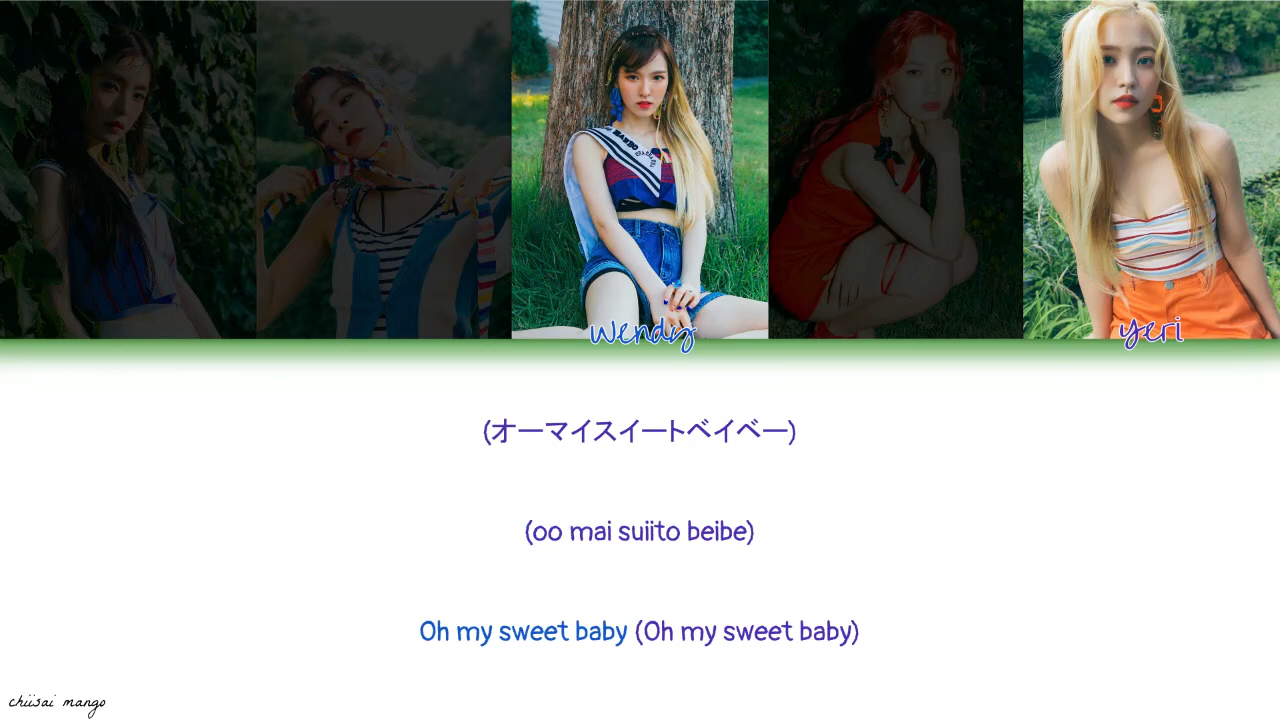 wendy
yeri
(オーマイスイートベイベー)
(oo mai suiito beibe)
Oh my sweet baby (Oh my sweet baby)
chiisai mango